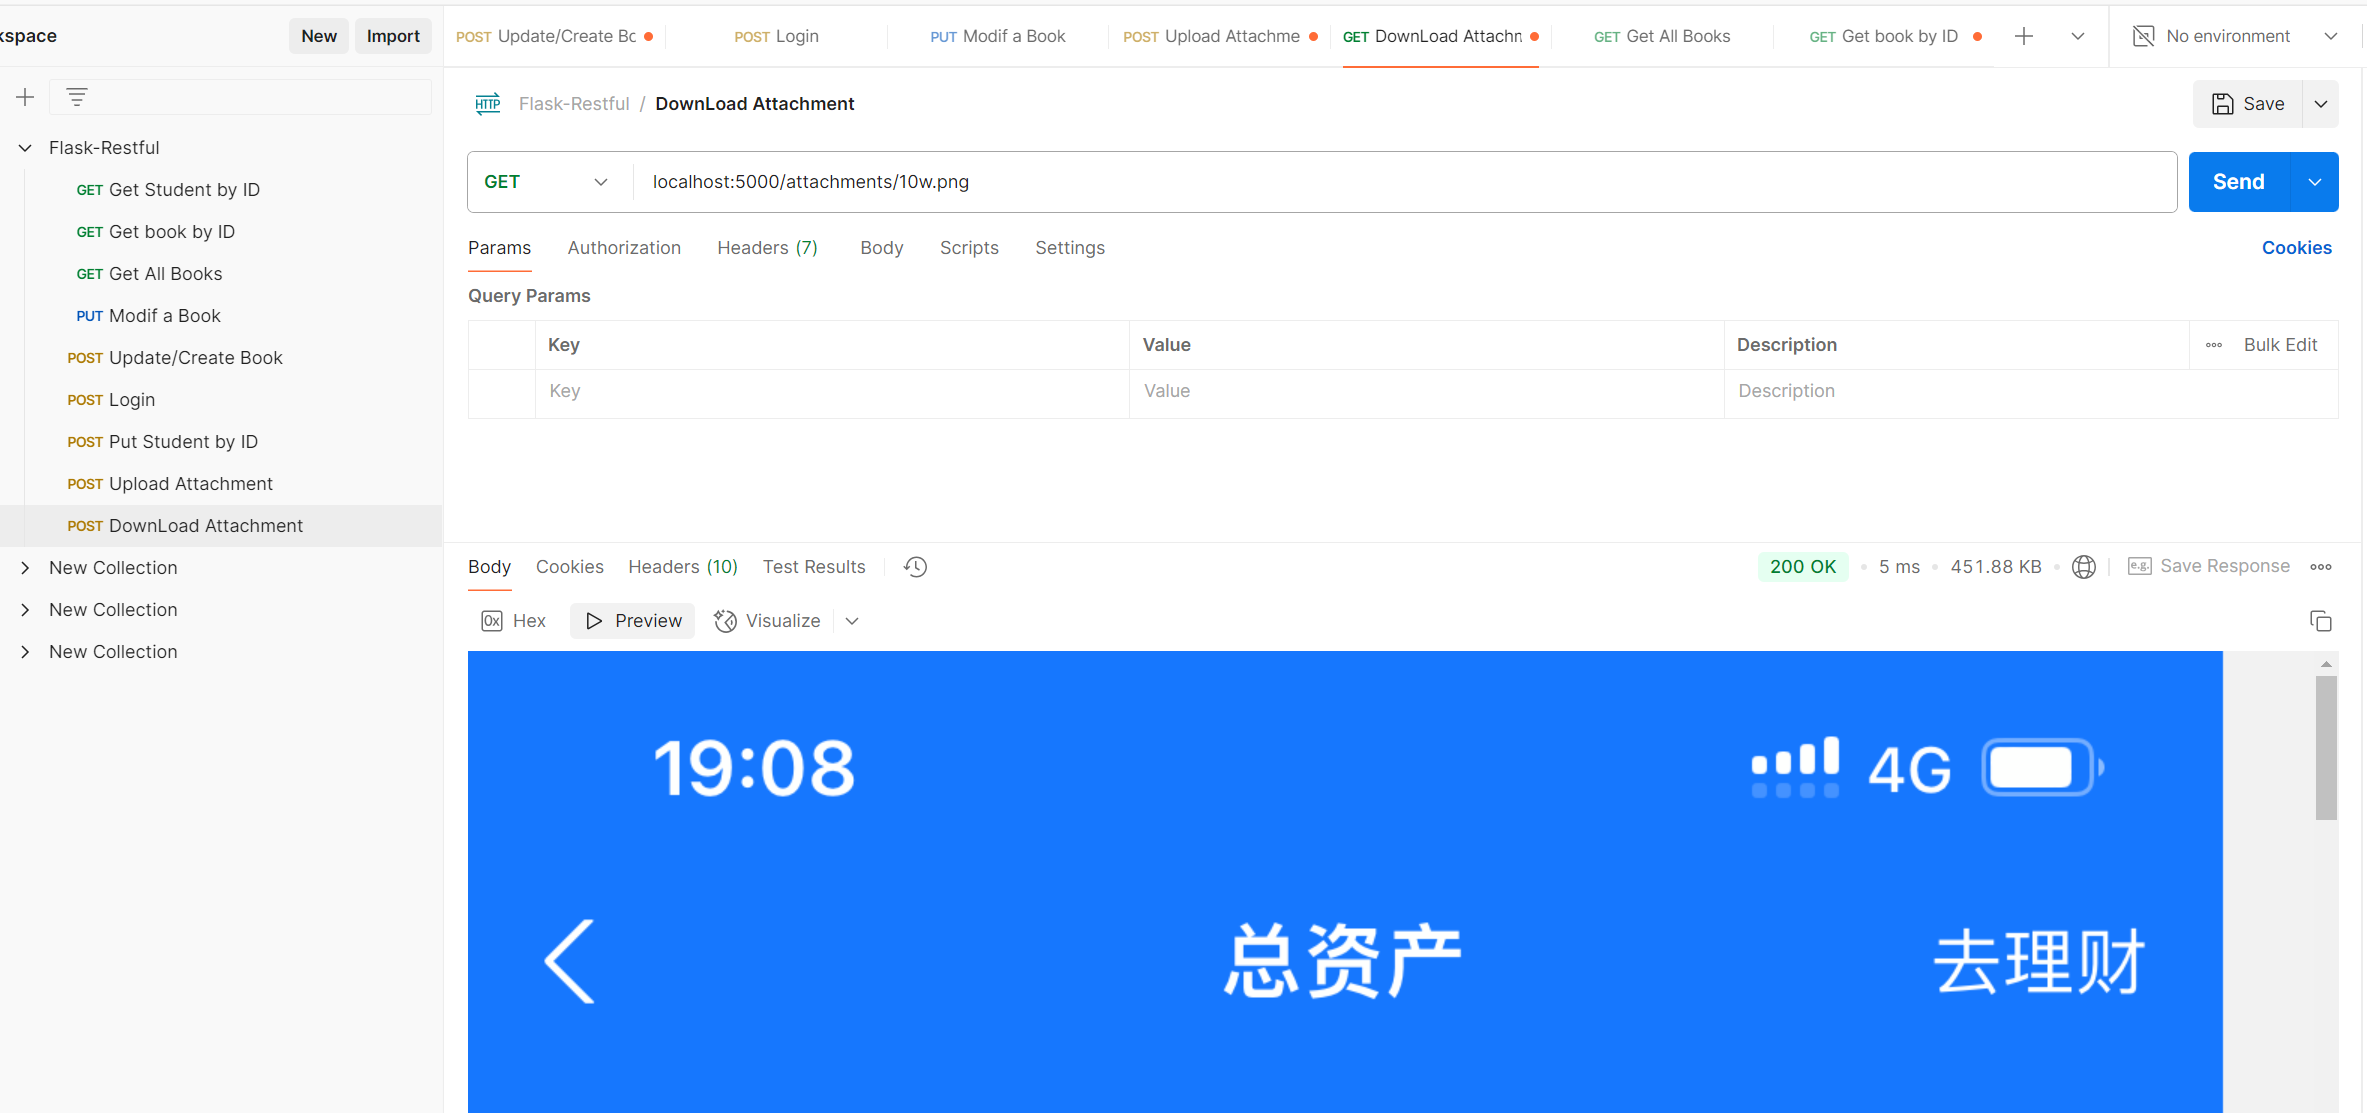 kspace
New
Import
POST Update/Create Bc
POST Login
PUT Modif a Book
POST Upload Attachme
GET DownLoad Attachn
GET Get All Books
GET Get book by ID
No environment
Flask-Restful
GET Get Student by ID
GET Get book by ID
GET Get All Books
PUT Modif a Book
POST Update/Create Book
POST Login
POST Put Student by ID
POST Upload Attachment
POST DownLoad Attachment
New Collection
New Collection
New Collection
HTTP Flask-Restful / DownLoad Attachment
Save
GET localhost:5000/attachments/10w.png
Send
Params Authorization Headers (7) Body Scripts Settings Cookies
Query Params
Key Value Description Bulk Edit
Key Value Description
Body Cookies Headers (10) Test Results 200 OK 5 ms 451.88 KB e.g. Save Response
0x Hex Preview Visualize
19:08 4G
总资产 去理财